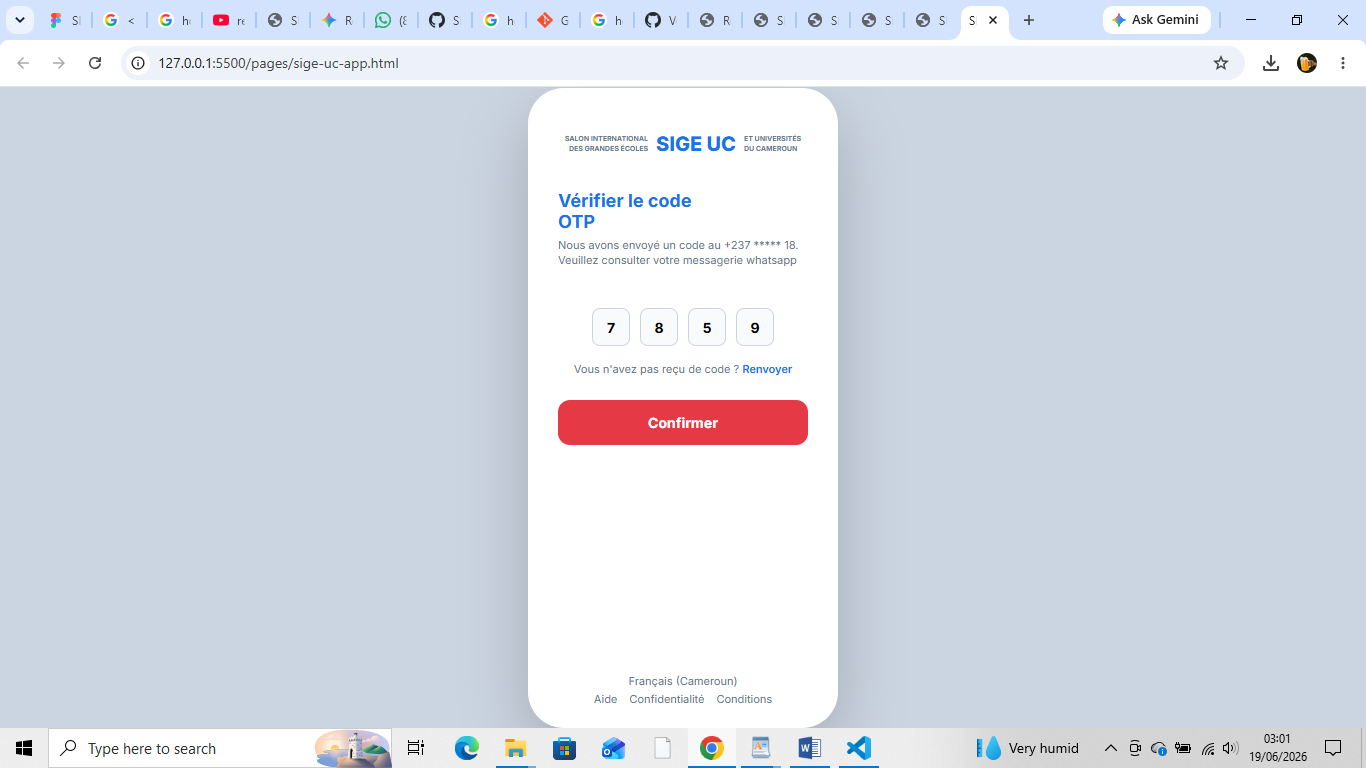 Ask Gemini
127.0.0.1:5500/pages/sige-uc-app.html
SALON INTERNATIONAL
DES GRANDES ÉCOLES
SIGE UC
ET UNIVERSITÉS
DU CAMEROUN
Vérifier le code
OTP
Nous avons envoyé un code au +237 ***** 18.
Veuillez consulter votre messagerie whatsapp
7 8 5 9
Vous n'avez pas reçu de code ? Renvoyer
Confirmer
Français (Cameroun)
Aide Confidentialité Conditions
Type here to search
Very humid
03:01
19/06/2026